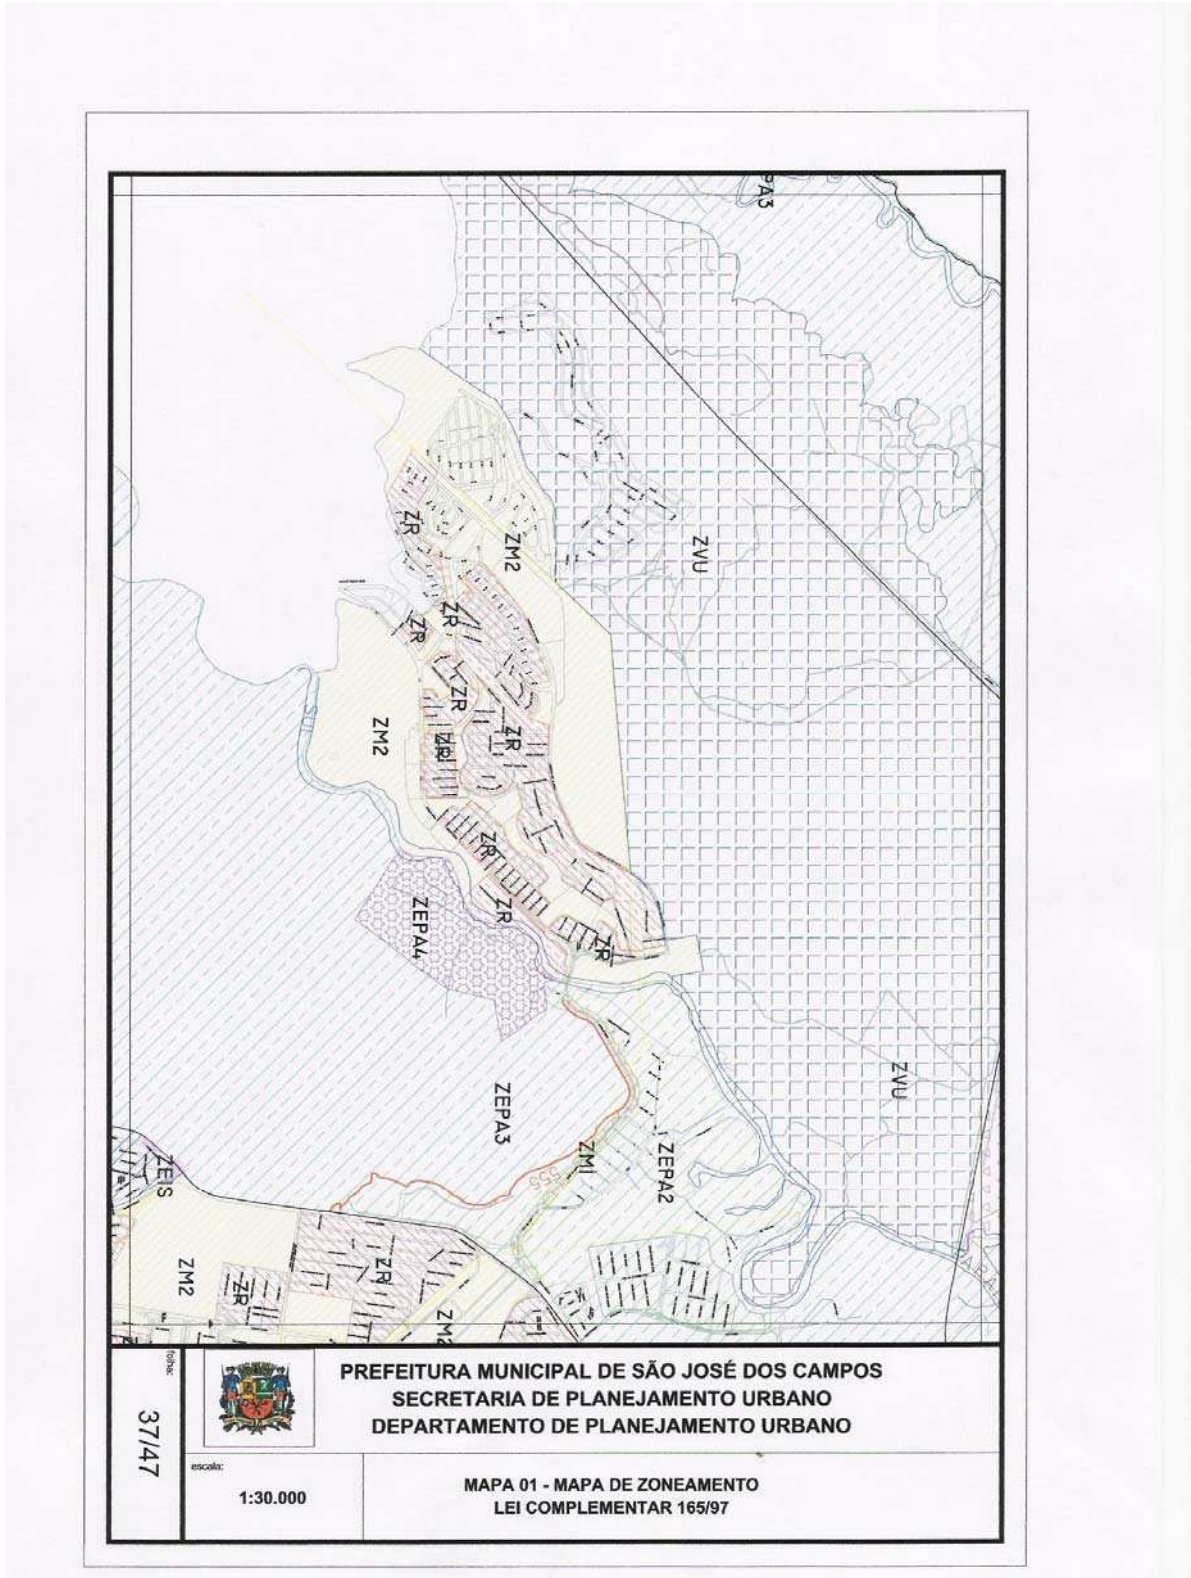 PA3
ZVU
ZM2
ZR
ZR
ZR
ZR
ZR
ZR
ZM2
ZR
ZR
ZR
ZEPA4
ZVU
ZEPA3
ZM1
ZEPA2
555
ZEIS
ZM2
ZR
ZR
ZM2
folha:
37/47
PREFEITURA MUNICIPAL DE SÃO JOSÉ DOS CAMPOS
SECRETARIA DE PLANEJAMENTO URBANO
DEPARTAMENTO DE PLANEJAMENTO URBANO
escala:
1:30.000
MAPA 01 - MAPA DE ZONEAMENTO
LEI COMPLEMENTAR 165/97